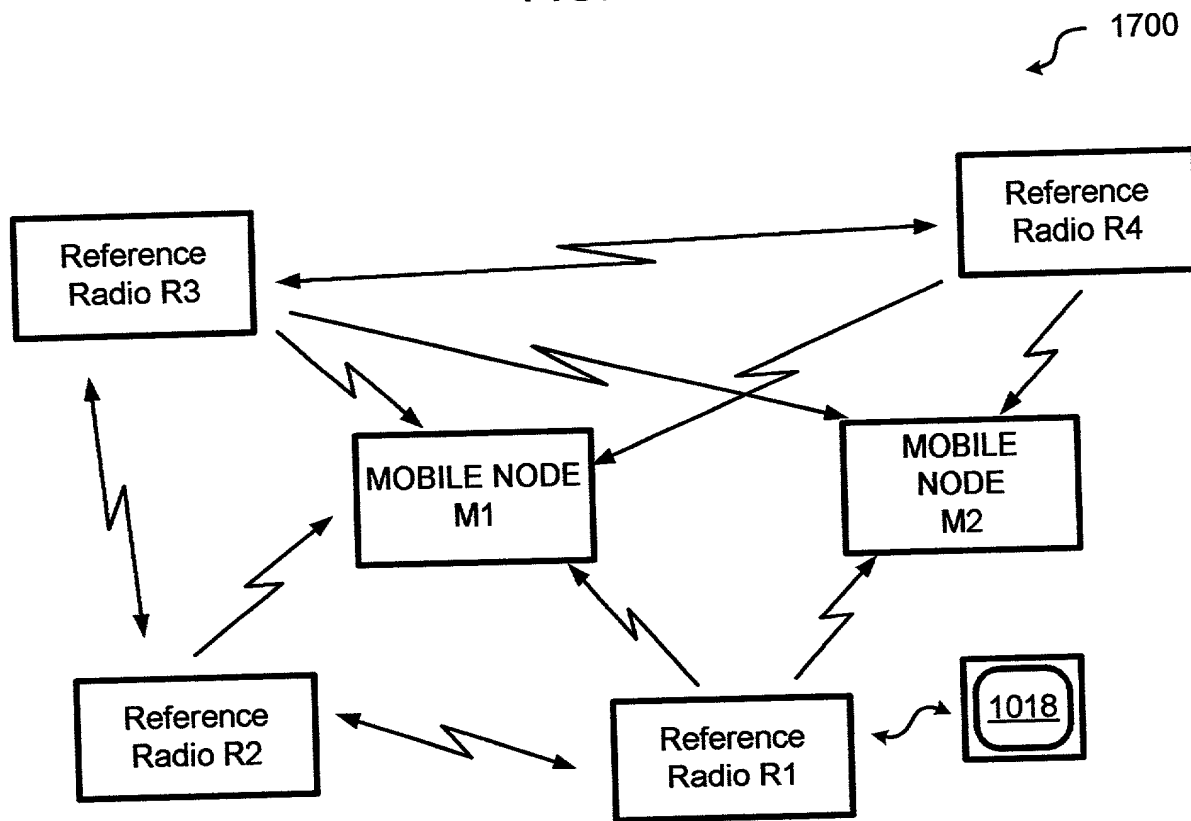 1700
Reference
Radio R4
Reference
Radio R3
MOBILE NODE
M1
MOBILE
NODE
M2
Reference
Radio R2
Reference
Radio R1
1018